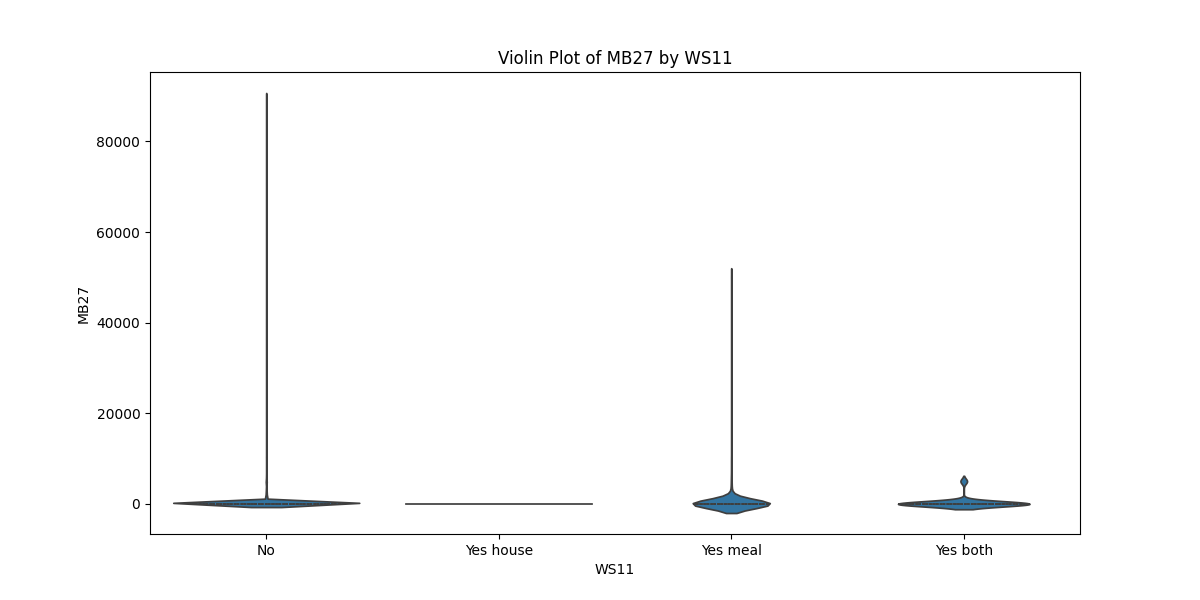 Violin Plot of MB27 by WS11
80000
60000
40000
20000
0
MB27
No
Yes house
Yes meal
Yes both
WS11